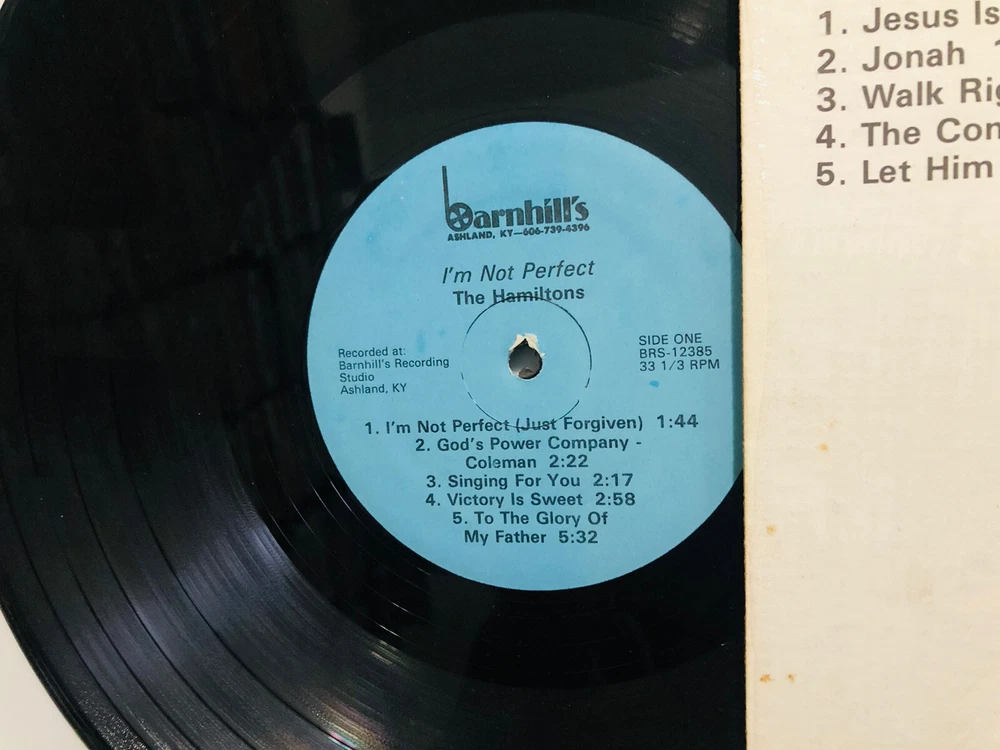 barnhill's
ASHLAND, KY—606-739-4396
I'm Not Perfect
The Hamiltons
Recorded at:
Barnhill's Recording
Studio
Ashland, KY
SIDE ONE
BRS-12385
33 1/3 RPM
1. I'm Not Perfect (Just Forgiven) 1:44
2. God's Power Company -
Coleman 2:22
3. Singing For You 2:17
4. Victory Is Sweet 2:58
5. To The Glory Of
My Father 5:32
1. Jesus Is
2. Jonah
3. Walk
4. The
5. Let Him